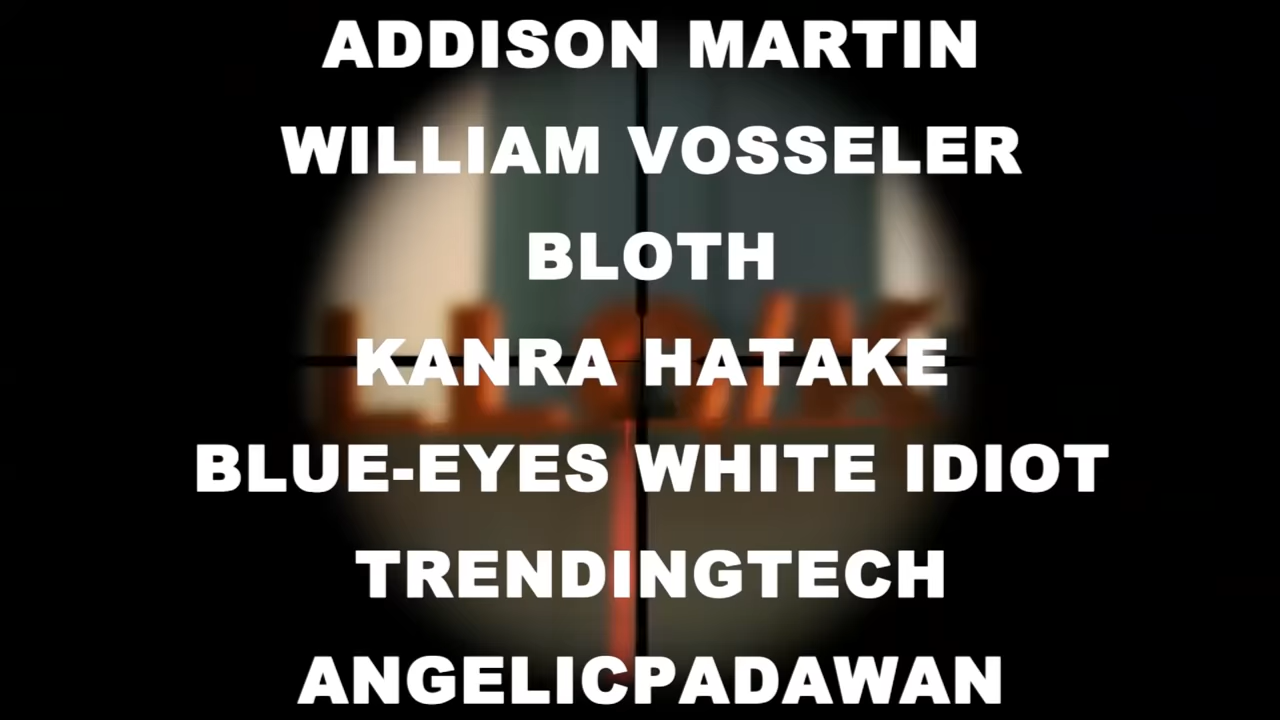 ADDISON MARTIN
WILLIAM VOSSELER
BLOTH
KANRA HATAKE
BLUE-EYES WHITE IDIOT
TRENDINGTECH
ANGELICPADAWAN